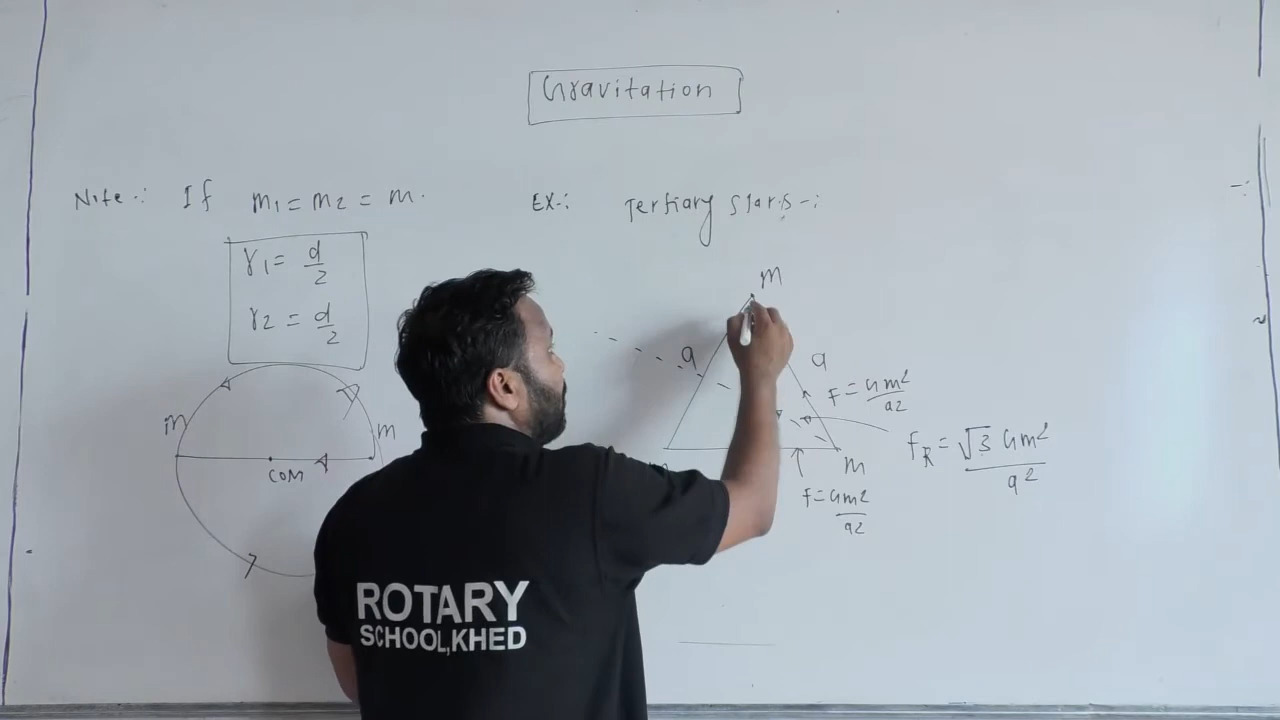 Gravitation
Note :- If m1 = m2 = m.
r1 = d/2
r2 = d/2
m
m
COM
EX-: Tertiary Stars -:
m
a
a
F = Gm2/a2
m
F = Gm2/a2
FR = √3 Gm2/a2
ROTARY
SCHOOL,KHED